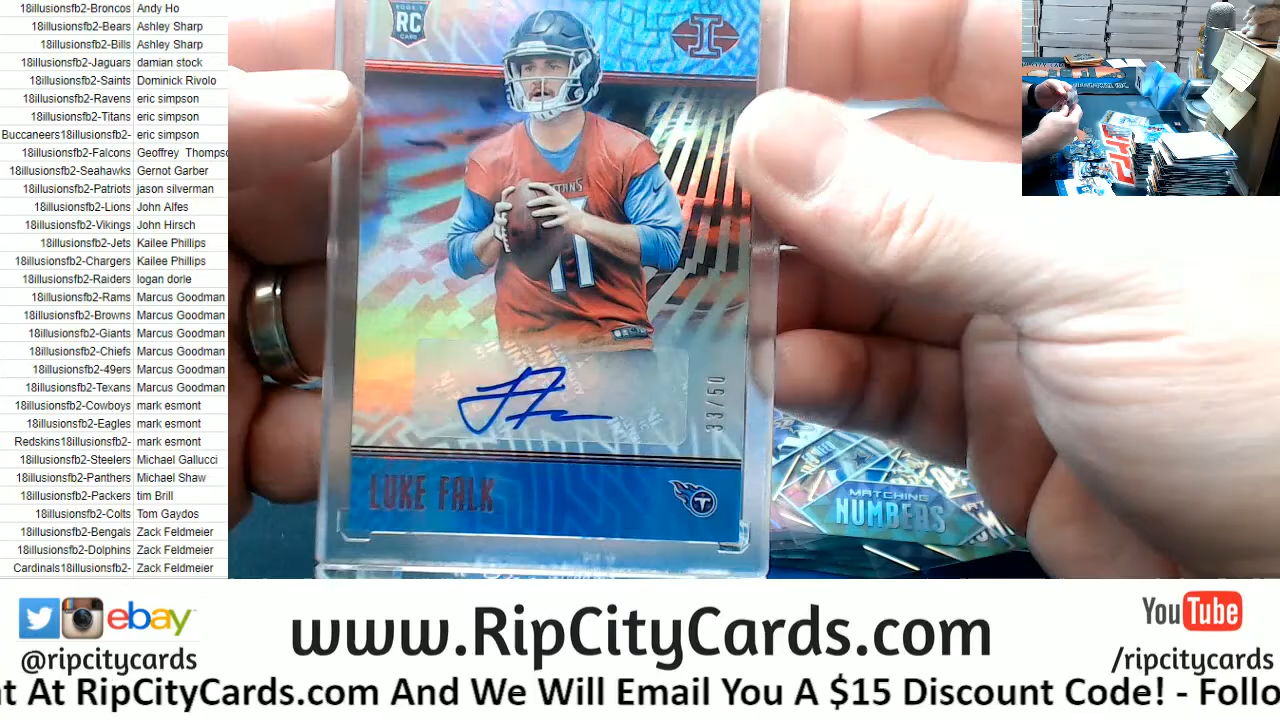 18illusionsfb2-Broncos Andy Ho
18illusionsfb2-Bears Ashley Sharp
18illusionsfb2-Bills Ashley Sharp
18illusionsfb2-Jaguars damian stock
18illusionsfb2-Saints Dominick Rivolo
18illusionsfb2-Ravens eric simpson
18illusionsfb2-Titans eric simpson
Buccaneers18illusionsfb2- eric simpson
18illusionsfb2-Falcons Geoffrey Thompsc
18illusionsfb2-Seahawks Gernot Garber
18illusionsfb2-Patriots jason silverman
18illusionsfb2-Lions John Alfes
18illusionsfb2-Vikings John Hirsch
18illusionsfb2-Jets Kailee Phillips
18illusionsfb2-Chargers Kailee Phillips
18illusionsfb2-Raiders logan dorle
18illusionsfb2-Rams Marcus Goodman
18illusionsfb2-Browns Marcus Goodman
18illusionsfb2-Giants Marcus Goodman
18illusionsfb2-Chiefs Marcus Goodman
18illusionsfb2-49ers Marcus Goodman
18illusionsfb2-Texans Marcus Goodman
18illusionsfb2-Cowboys mark esmont
18illusionsfb2-Eagles mark esmont
Redskins18illusionsfb2- mark esmont
18illusionsfb2-Steelers Michael Gallucci
18illusionsfb2-Panthers Michael Shaw
18illusionsfb2-Packers tim Brill
18illusionsfb2-Colts Tom Gaydos
18illusionsfb2-Bengals Zack Feldmeier
18illusionsfb2-Dolphins Zack Feldmeier
Cardinals18illusionsfb2- Zack Feldmeier
RC
I
11
33/50
LUKE FALK
T
MATCHING
NUMBERS
ebay
@ripcitycards
www.RipCityCards.com
YouTube
/ripcitycards
t At RipCityCards.com And We Will Email You A $15 Discount Code! - Follo